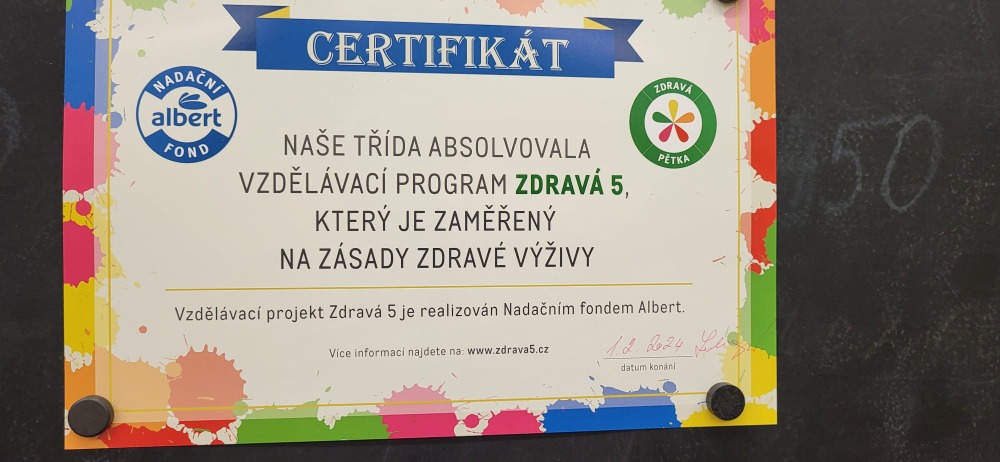 CERTIFIKÁT
NADAČNÍ
albert
FOND
ZDRAVÁ
PĚTKA
NAŠE TŘÍDA ABSOLVOVALA
VZDĚLÁVACÍ PROGRAM ZDRAVÁ 5,
KTERÝ JE ZAMĚŘENÝ
NA ZÁSADY ZDRAVÉ VÝŽIVY
Vzdělávací projekt Zdravá 5 je realizován Nadačním fondem Albert.
Více informací najdete na: www.zdrava5.cz
1.2. 2024
datum konání
50